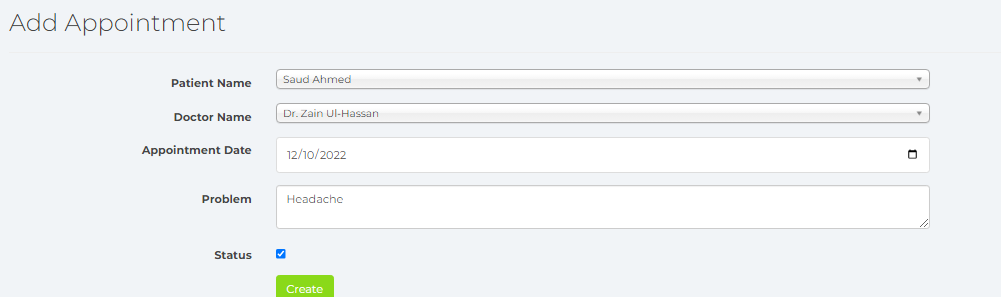 Add Appointment
Patient Name Saud Ahmed
Doctor Name Dr. Zain Ul-Hassan
Appointment Date 12/10/2022
Problem Headache
Status
Create